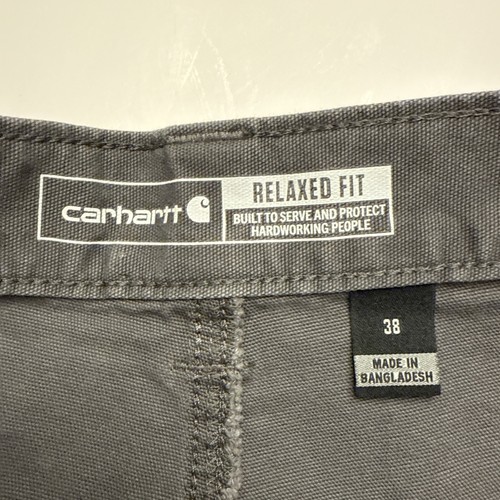 carhartt
RELAXED FIT
BUILT TO SERVE AND PROTECT
HARDWORKING PEOPLE
38
MADE IN
BANGLADESH